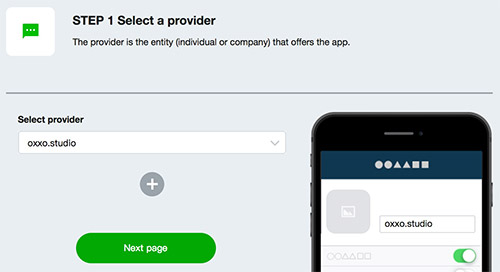 STEP 1 Select a provider
The provider is the entity (individual or company) that offers the app.
Select provider
oxxo.studio
Next page
oxxo.studio